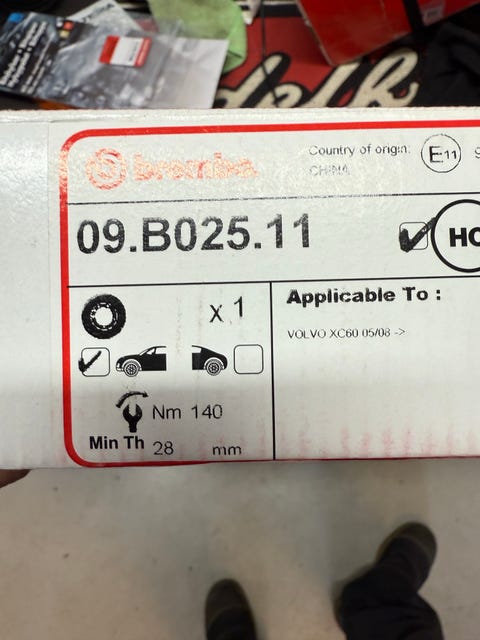 brembo
Country of origin:
CHINA
E11
09.B025.11
HC
x 1
Applicable To :
VOLVO XC60 05/08 ->
Nm 140
Min Th 28 mm